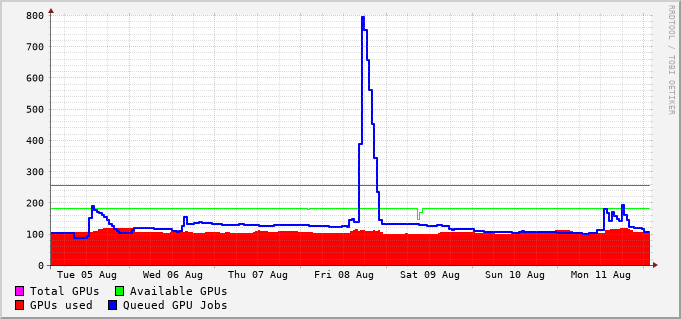 800
700
600
500
400
300
200
100
0
Tue 05 Aug Wed 06 Aug Thu 07 Aug Fri 08 Aug Sat 09 Aug Sun 10 Aug Mon 11 Aug
Total GPUs Available GPUs
GPUs used Queued GPU Jobs
RRDTOOL / TOBI OETIKER